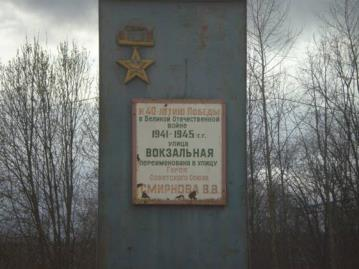 К 40-ЛЕТИЮ ПОБЕДЫ
в Великой Отечественной
войне
1941-1945 г.г.
улица
ВОКЗАЛЬНАЯ
переименована в улицу
Героя
Советского Союза
СМИРНОВА В.В.